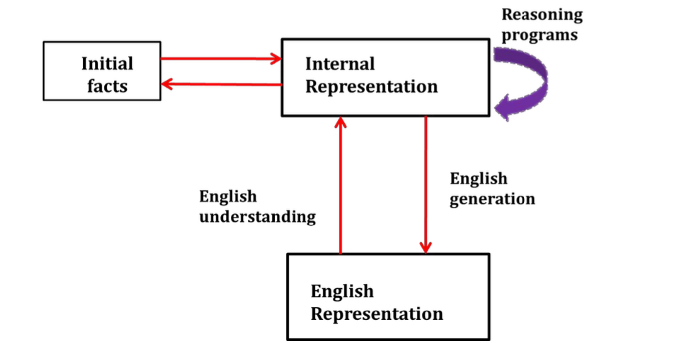 Reasoning
programs
Initial
facts
Internal
Representation
English
understanding
English
generation
English
Representation